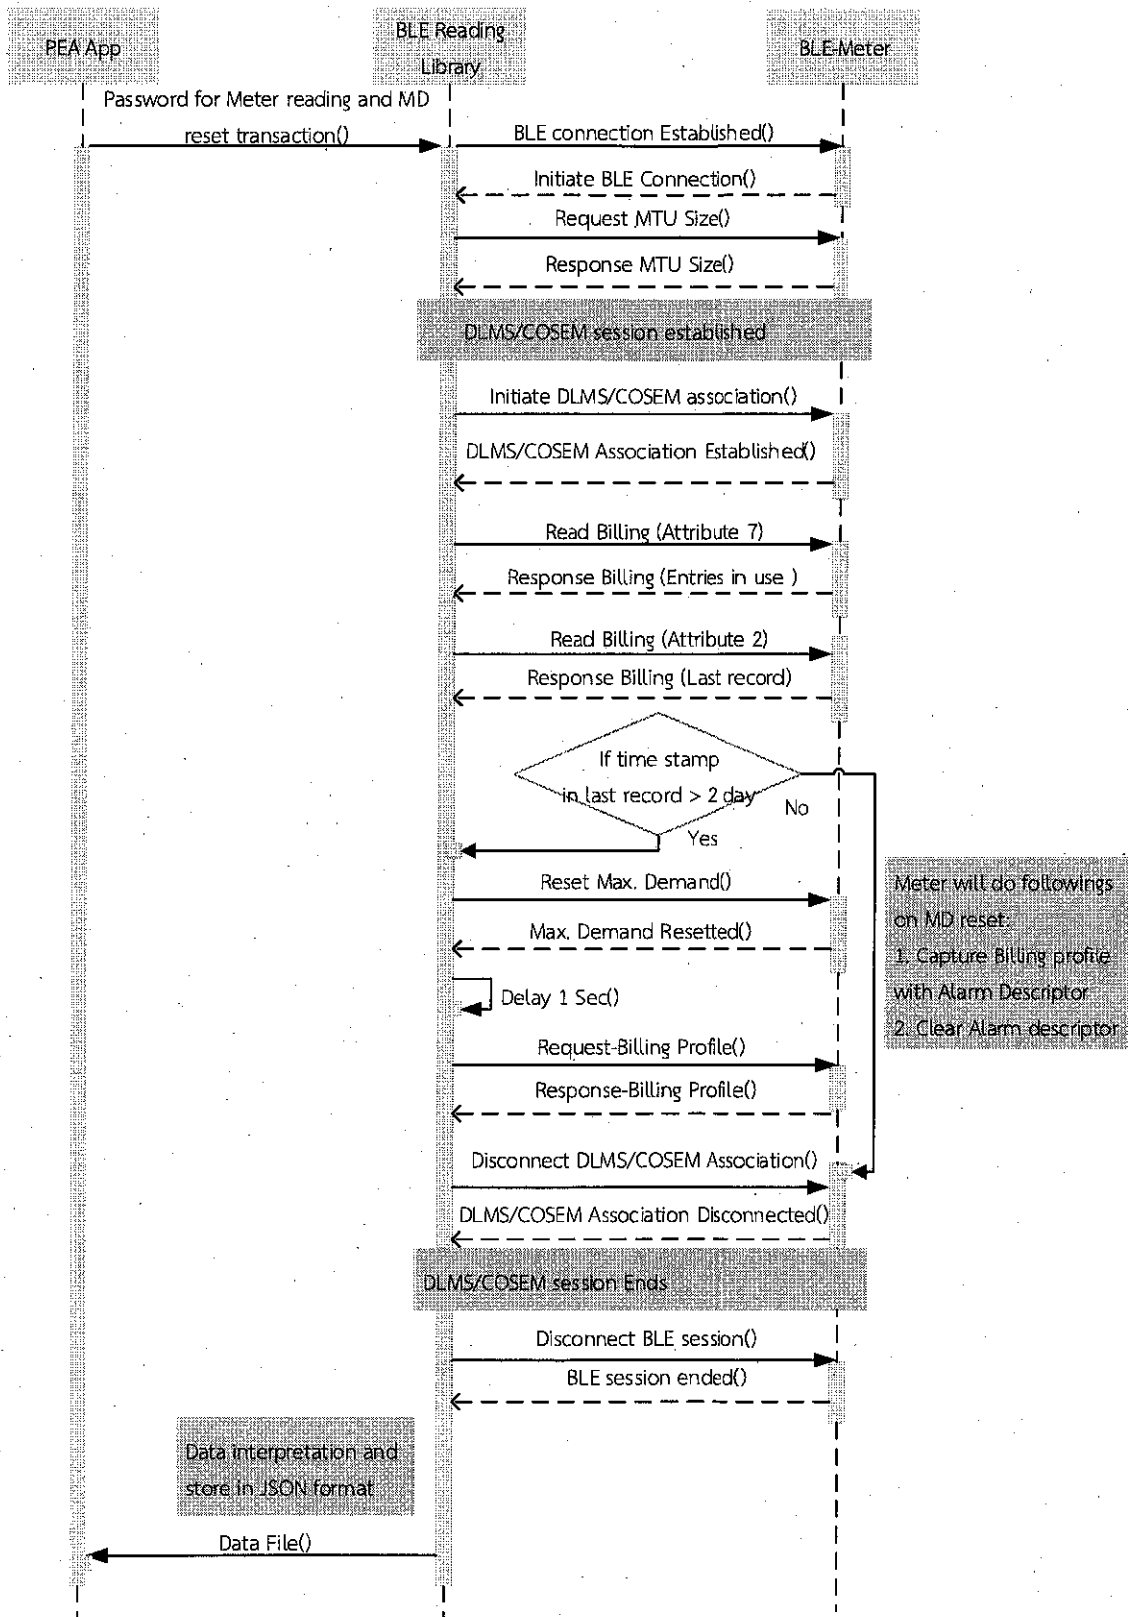 PEA App
BLE Reading
Library
BLE-Meter
Password for Meter reading and MD
reset transaction()
BLE connection Established()
Initiate BLE Connection()
Request MTU Size()
Response MTU Size()
DLMS/COSEM session established
Initiate DLMS/COSEM association()
DLMS/COSEM Association Established()
Read Billing (Attribute 7)
Response Billing (Entries in use )
Read Billing (Attribute 2)
Response Billing (Last record)
If time stamp
in last record > 2 day
No
Yes
Reset Max. Demand()
Max. Demand Resetted()
Delay 1 Sec()
Meter will do followings
on MD reset:
1. Capture Billing profile
with Alarm Descriptor
2. Clear Alarm descriptor
Request-Billing Profile()
Response-Billing Profile()
Disconnect DLMS/COSEM Association()
DLMS/COSEM Association Disconnected()
DLMS/COSEM session Ends
Disconnect BLE session()
BLE session ended()
Data interpretation and
store in JSON format
Data File()